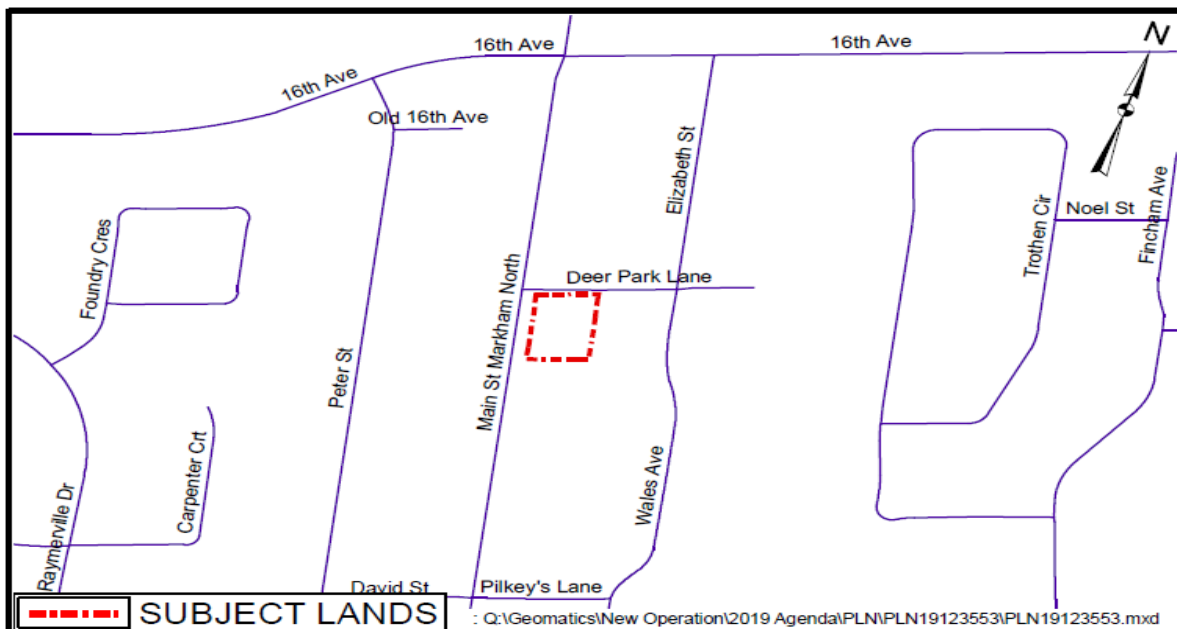 16th Ave
16th Ave
16th Ave
N
Old 16th Ave
Elizabeth St
Noel St
Foundry Cres
Trothen Cir
Fincham Ave
Deer Park Lane
Main St Markham North
Peter St
Carpenter Crt
Wales Ave
Raymerville Dr
David St
Pilkey's Lane
SUBJECT LANDS
: Q:\Geomatics\New Operation\2019 Agenda\PLN\PLN19123553\PLN19123553.mxd